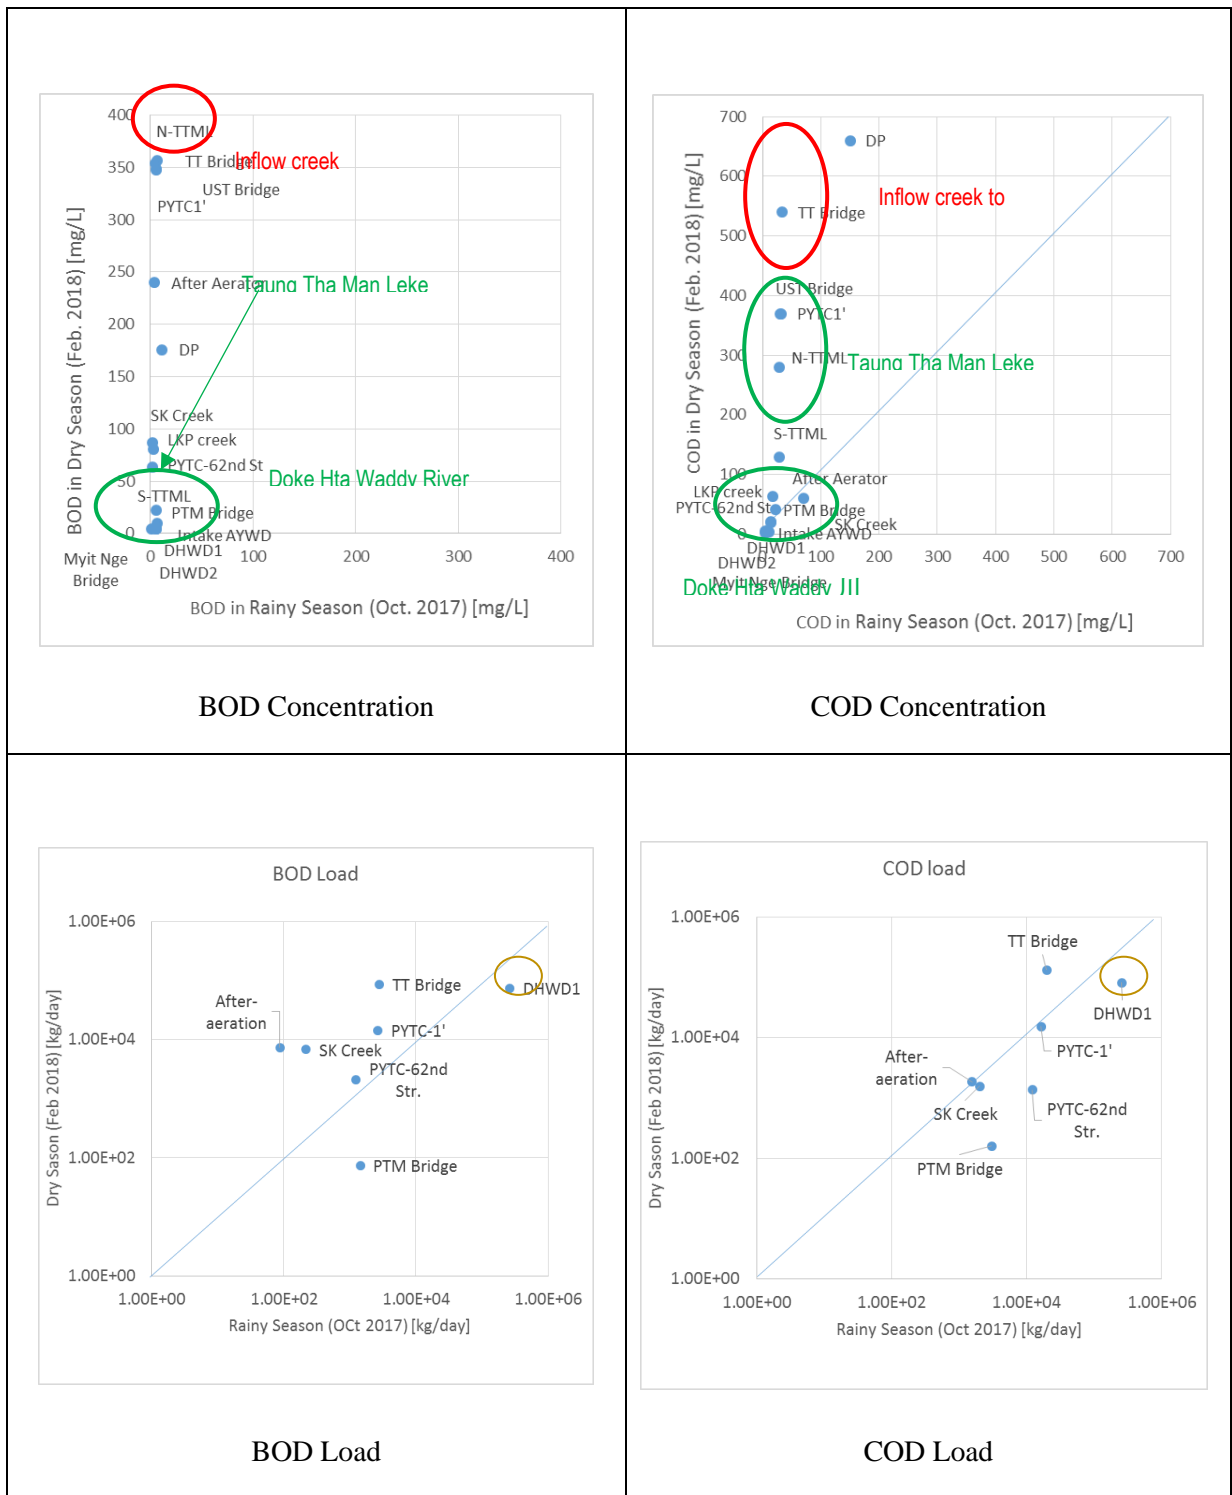 400
N-TTML
350
TT Bridge
Inflow creek
UST Bridge
PYTC1'
300
250
After Aerator
Taung Tha Man Leke
200
DP
150
100
SK Creek
LKP creek
PYTC-62nd St
Doke Hta Waddy River
50
S-TTML
PTM Bridge
0
Intake AYWD
DHWD1
DHWD2
Myit Nge
Bridge
0
100
200
300
400
BOD in Dry Season (Feb. 2018) [mg/L]
BOD in Rainy Season (Oct. 2017) [mg/L]
BOD Concentration
700
DP
600
Inflow creek to
TT Bridge
500
UST Bridge
400
PYTC1'
N-TTML
300
Taung Tha Man Leke
200
S-TTML
100
After Aerator
LKP creek
PYTC-62nd St
PTM Bridge
SK Creek
0
Intake AYWD
DHWD1
DHWD2
Myit Nge Bridge
Doke Hta Waddy
0
100
200
300
400
500
600
700
COD in Dry Season (Feb. 2018) [mg/L]
COD in Rainy Season (Oct. 2017) [mg/L]
COD Concentration
BOD Load
1.00E+06
1.00E+04
1.00E+02
1.00E+00
TT Bridge
DHWD1
After-
aeration
PYTC-1'
SK Creek
PYTC-62nd
Str.
PTM Bridge
1.00E+00
1.00E+02
1.00E+04
1.00E+06
Dry Sason (Feb 2018) [kg/day]
Rainy Season (OCt 2017) [kg/day]
BOD Load
COD load
1.00E+06
1.00E+04
1.00E+02
1.00E+00
TT Bridge
DHWD1
PYTC-1'
After-
aeration
SK Creek
PYTC-62nd
Str.
PTM Bridge
1.00E+00
1.00E+02
1.00E+04
1.00E+06
Dry Sason (Feb 2018) [kg/day]
Rainy Season (Oct 2017) [kg/day]
COD Load